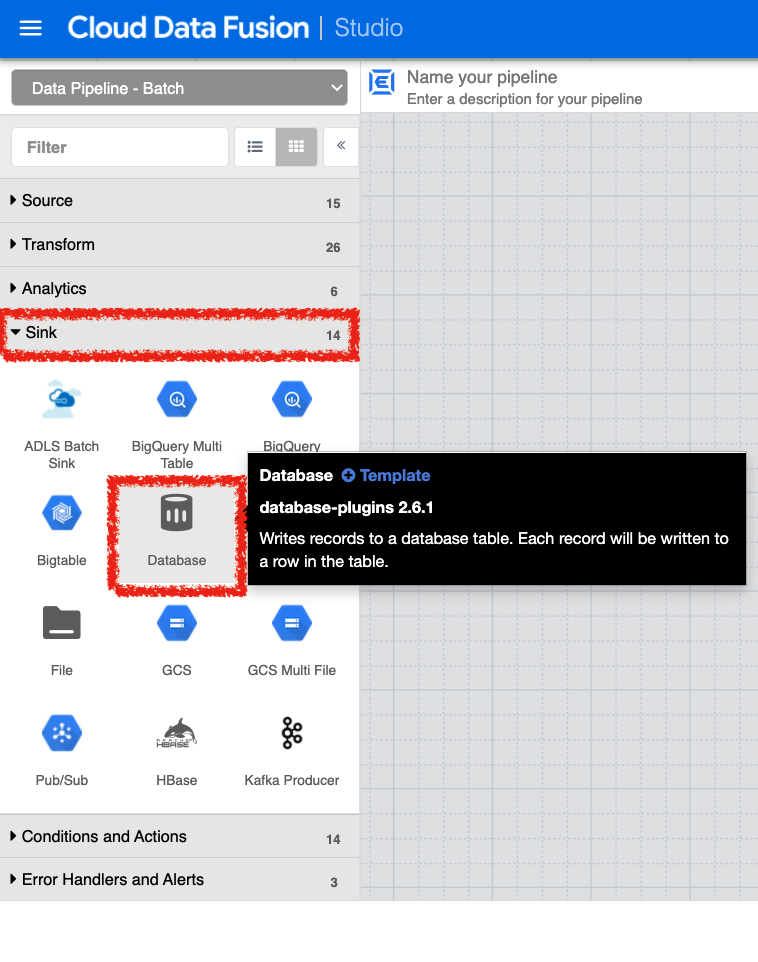 Cloud Data Fusion | Studio
Data Pipeline - Batch
Name your pipeline
Enter a description for your pipeline
Filter
«
Source 15
Transform 26
Analytics 6
Sink 14
ADLS Batch Sink
BigQuery Multi Table
BigQuery
Database Template
database-plugins 2.6.1
Writes records to a database table. Each record will be written to
a row in the table.
Bigtable
Database
File
GCS
GCS Multi File
APACHE
HBASE
Pub/Sub
HBase
Kafka Producer
Conditions and Actions 14
Error Handlers and Alerts 3